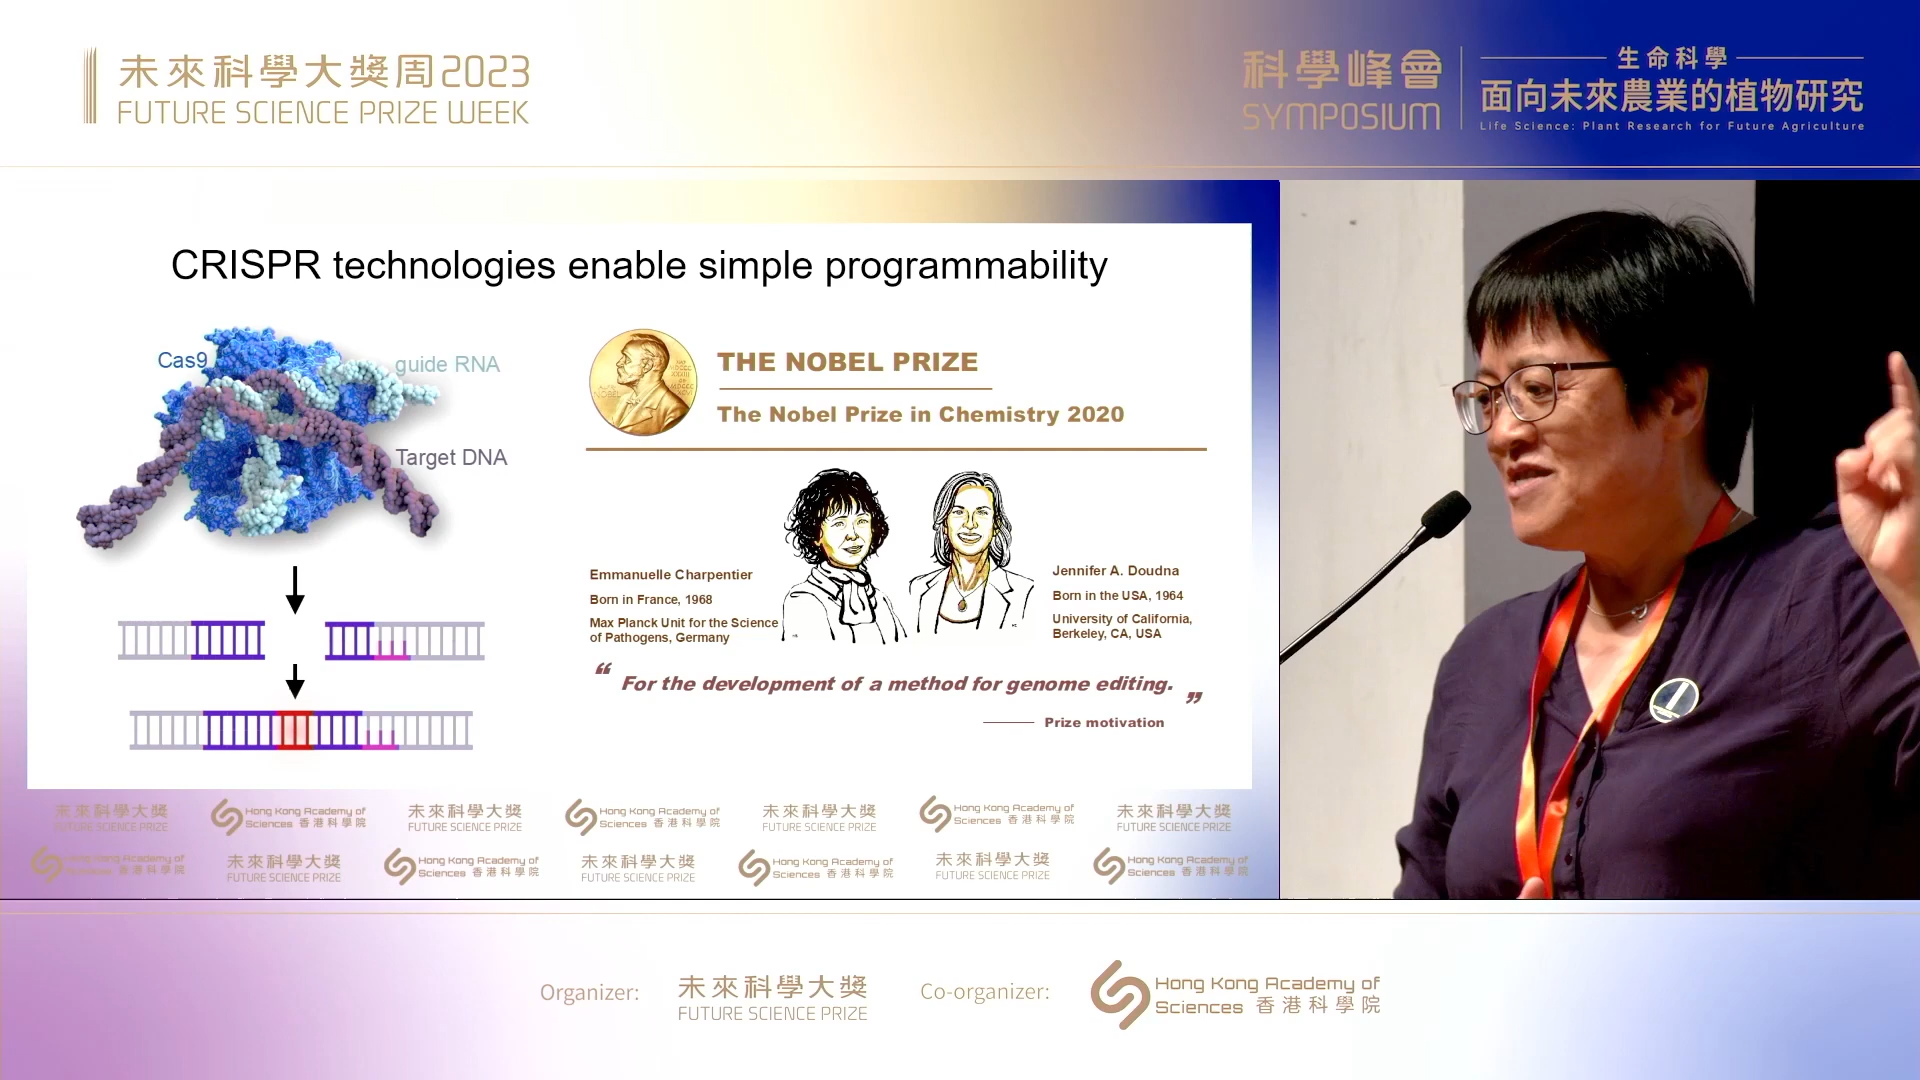 未來科學大獎周2023
FUTURE SCIENCE PRIZE WEEK
科學峰會
SYMPOSIUM
生命科學
面向未來農業的植物研究
Life Science: Plant Research for Future Agriculture
CRISPR technologies enable simple programmability
Cas9
guide RNA
Target DNA
THE NOBEL PRIZE
The Nobel Prize in Chemistry 2020
Emmanuelle Charpentier
Born in France, 1968
Max Planck Unit for the Science
of Pathogens, Germany
Jennifer A. Doudna
Born in the USA, 1964
University of California,
Berkeley, CA, USA
“ For the development of a method for genome editing. ”
Prize motivation
未來科學大獎
FUTURE SCIENCE PRIZE
Hong Kong Academy of
Sciences 香港科學院
未來科學大獎
FUTURE SCIENCE PRIZE
Hong Kong Academy of
Sciences 香港科學院
未來科學大獎
FUTURE SCIENCE PRIZE
Hong Kong Academy of
Sciences 香港科學院
未來科學大獎
FUTURE SCIENCE PRIZE
Hong Kong Academy of
Sciences 香港科學院
未來科學大獎
FUTURE SCIENCE PRIZE
Hong Kong Academy of
Sciences 香港科學院
未來科學大獎
FUTURE SCIENCE PRIZE
Hong Kong Academy of
Sciences 香港科學院
未來科學大獎
FUTURE SCIENCE PRIZE
Hong Kong Academy of
Sciences 香港科學院
Organizer:
未來科學大獎
FUTURE SCIENCE PRIZE
Co-organizer:
Hong Kong Academy of
Sciences 香港科學院